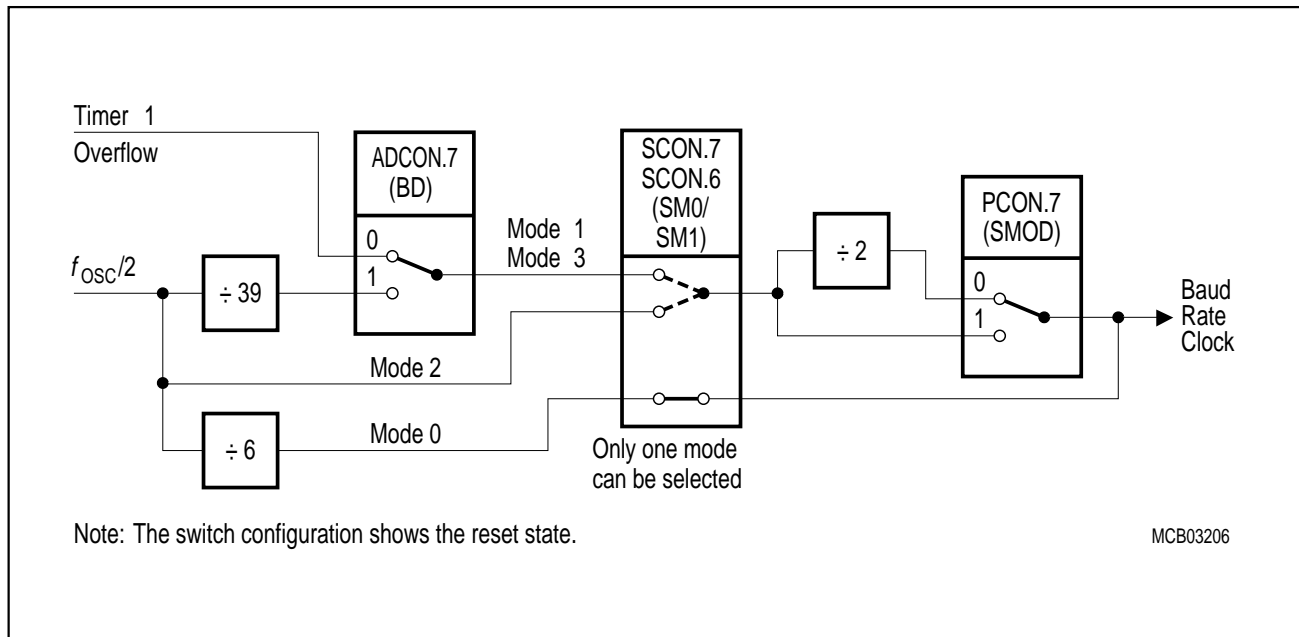 Timer 1
Overflow
ADCON.7
(BD)
0
1
f OSC/2
÷ 39
Mode 1
Mode 3
Mode 2
÷ 6
Mode 0
SCON.7
SCON.6
(SM0/
SM1)
Only one mode
can be selected
÷ 2
PCON.7
(SMOD)
0
1
Baud
Rate
Clock
Note: The switch configuration shows the reset state.
MCB03206